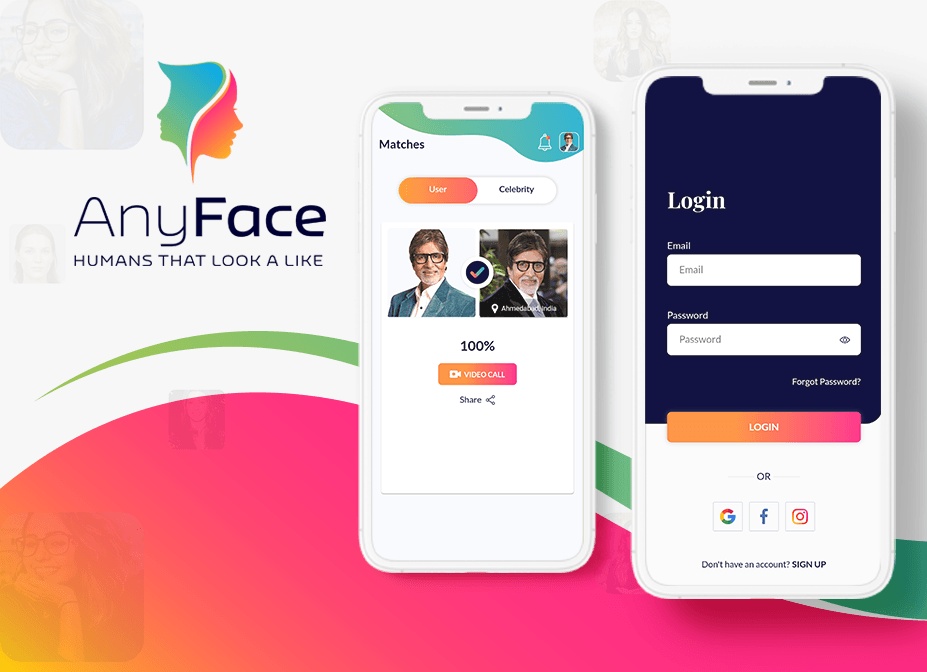 AnyFace
HUMANS THAT LOOK A LIKE
Matches
User
Celebrity
Ahmedabad, India
100%
VIDEO CALL
Share
Login
Email
Email
Password
Password
Forgot Password?
LOGIN
OR
Don't have an account? SIGN UP